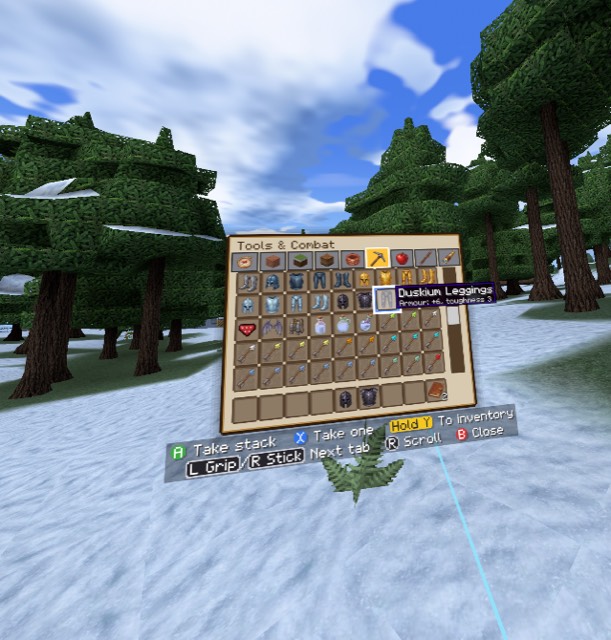 Tools & Combat
Duskium Leggings
Armour: +6, toughness 3
2
A Take stack X Take one Hold Y To inventory
L Grip/R Stick Next tab R Scroll B Close